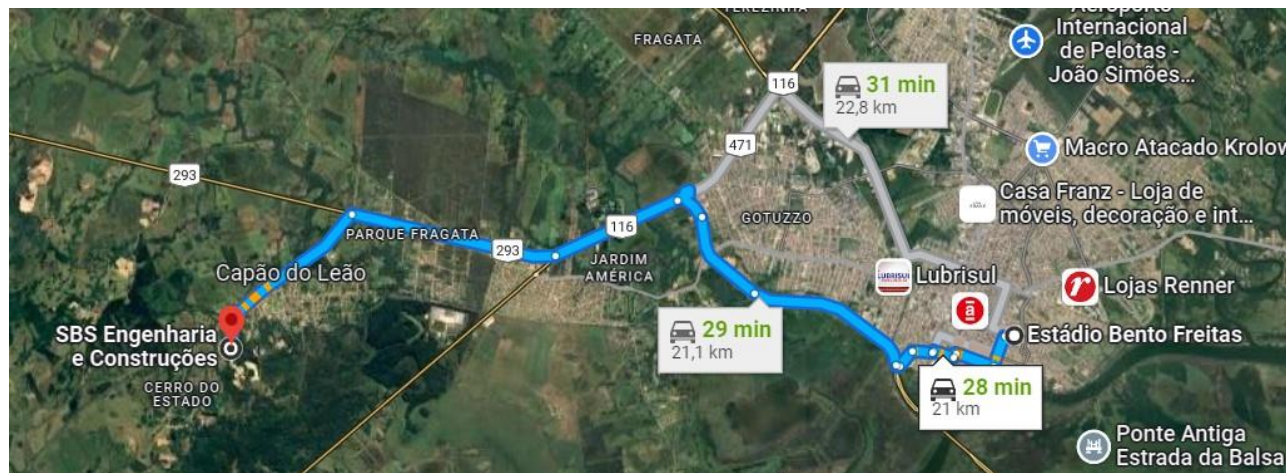 TEREZINHA
FRAGATA
Aeroporto
Internacional
de Pelotas -
João Simões...
116
31 min
22,8 km
471
Macro Atacado Krolow
293
Casa Franz - Loja de
móveis, decoração e int...
GOTUZZO
PARQUE FRAGATA
116
293
JARDIM
AMÉRICA
Capão do Leão
LUBRISUL
Lubrisul
Lojas Renner
ā
SBS Engenharia
e Construções
29 min
21,1 km
Estádio Bento Freitas
CERRO DO
ESTADO
28 min
21 km
Ponte Antiga
Estrada da Balsa